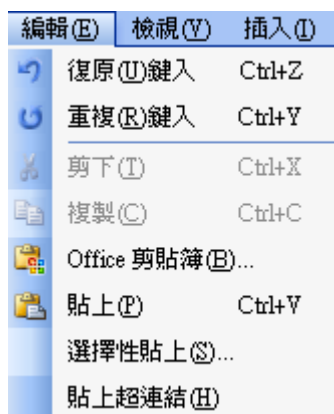 編輯(E) 檢視(V) 插入(I)
復原(U)鍵入 Ctrl+Z
重複(R)鍵入 Ctrl+Y
剪下(T) Ctrl+X
複製(C) Ctrl+C
Office 剪貼簿(B)...
貼上(P) Ctrl+V
選擇性貼上(S)...
貼上超連結(H)